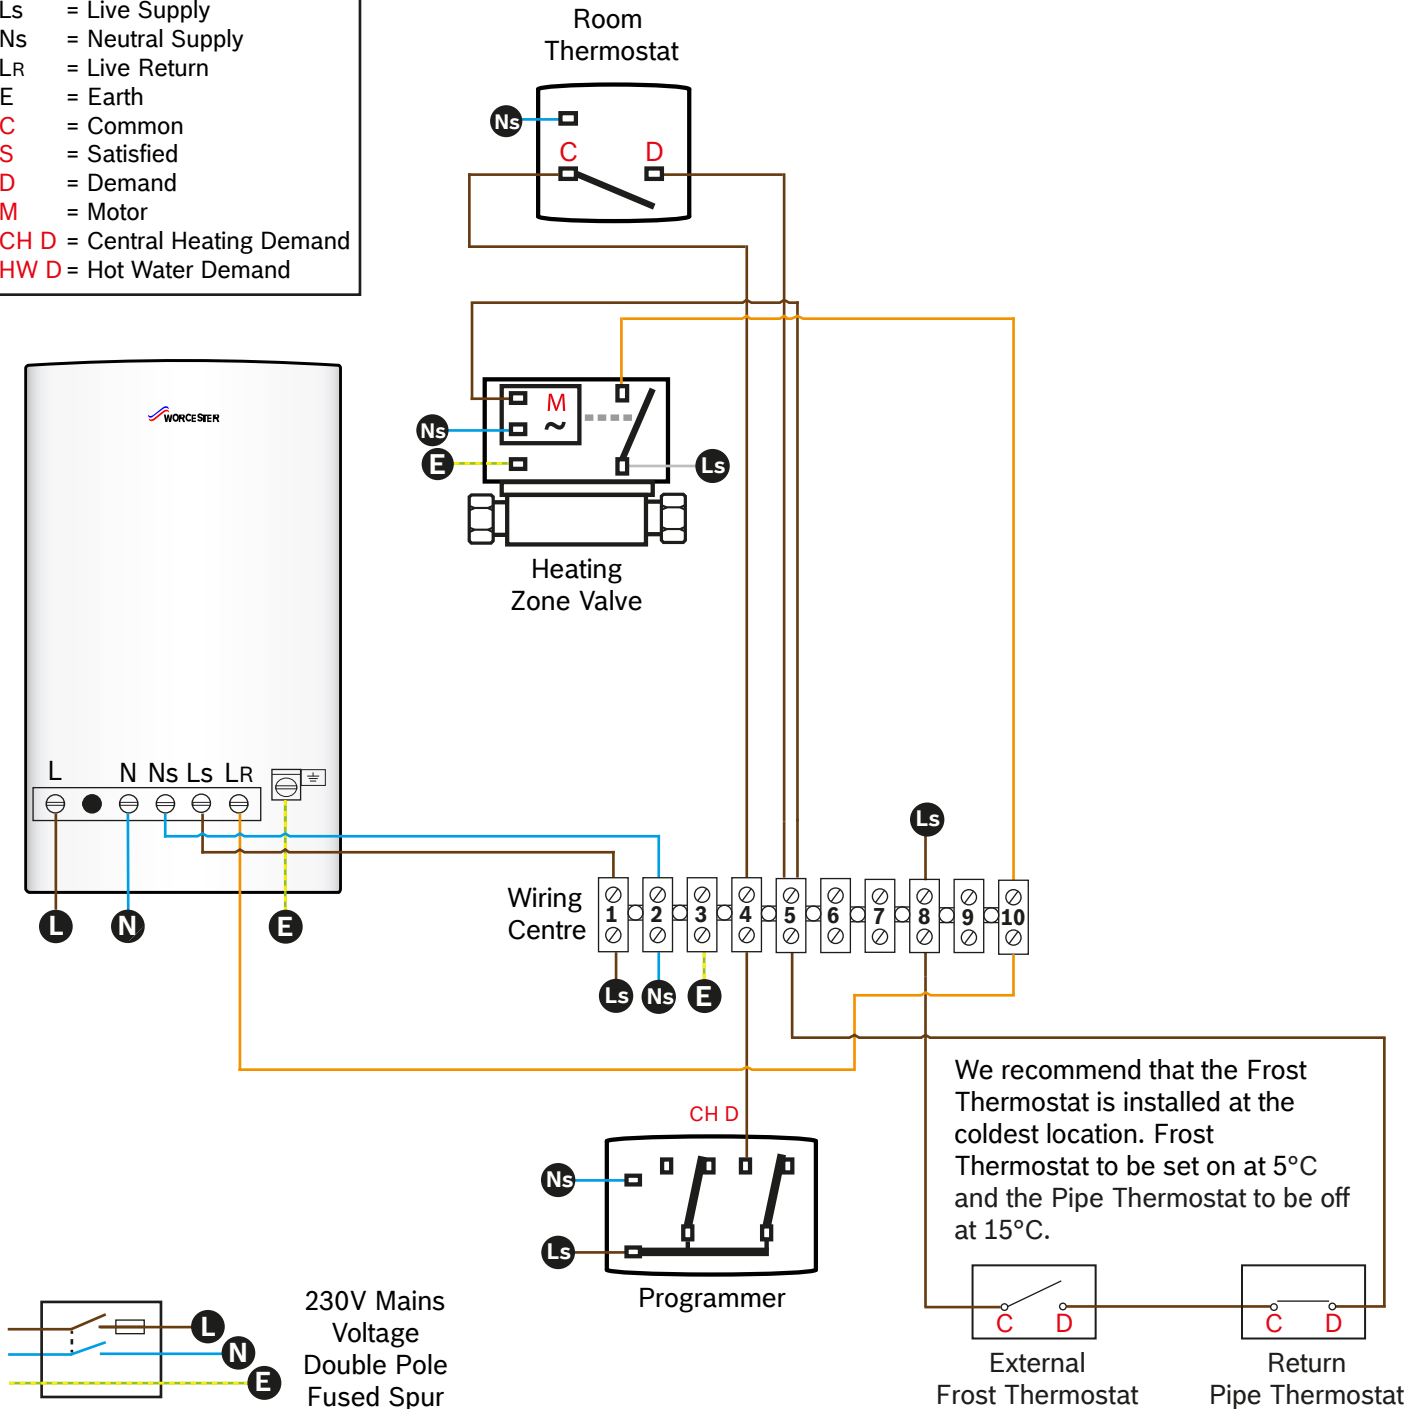 Ls = Live Supply
Ns = Neutral Supply
LR = Live Return
E = Earth
C = Common
S = Satisfied
D = Demand
M = Motor
CH D = Central Heating Demand
HW D = Hot Water Demand
Room
Thermostat
Ns
C D
M
~
Ns
E
Ls
Heating
Zone Valve
WORCESTER
L N Ns Ls LR
L N E
Ls
Wiring
Centre
1 2 3 4 5 6 7 8 9 10
Ls Ns E
We recommend that the Frost
Thermostat is installed at the
coldest location. Frost
Thermostat to be set on at 5°C
and the Pipe Thermostat to be off
at 15°C.
CH D
Ns
Ls
Programmer
C D
External
Frost Thermostat
C D
Return
Pipe Thermostat
L
N
E
230V Mains
Voltage
Double Pole
Fused Spur